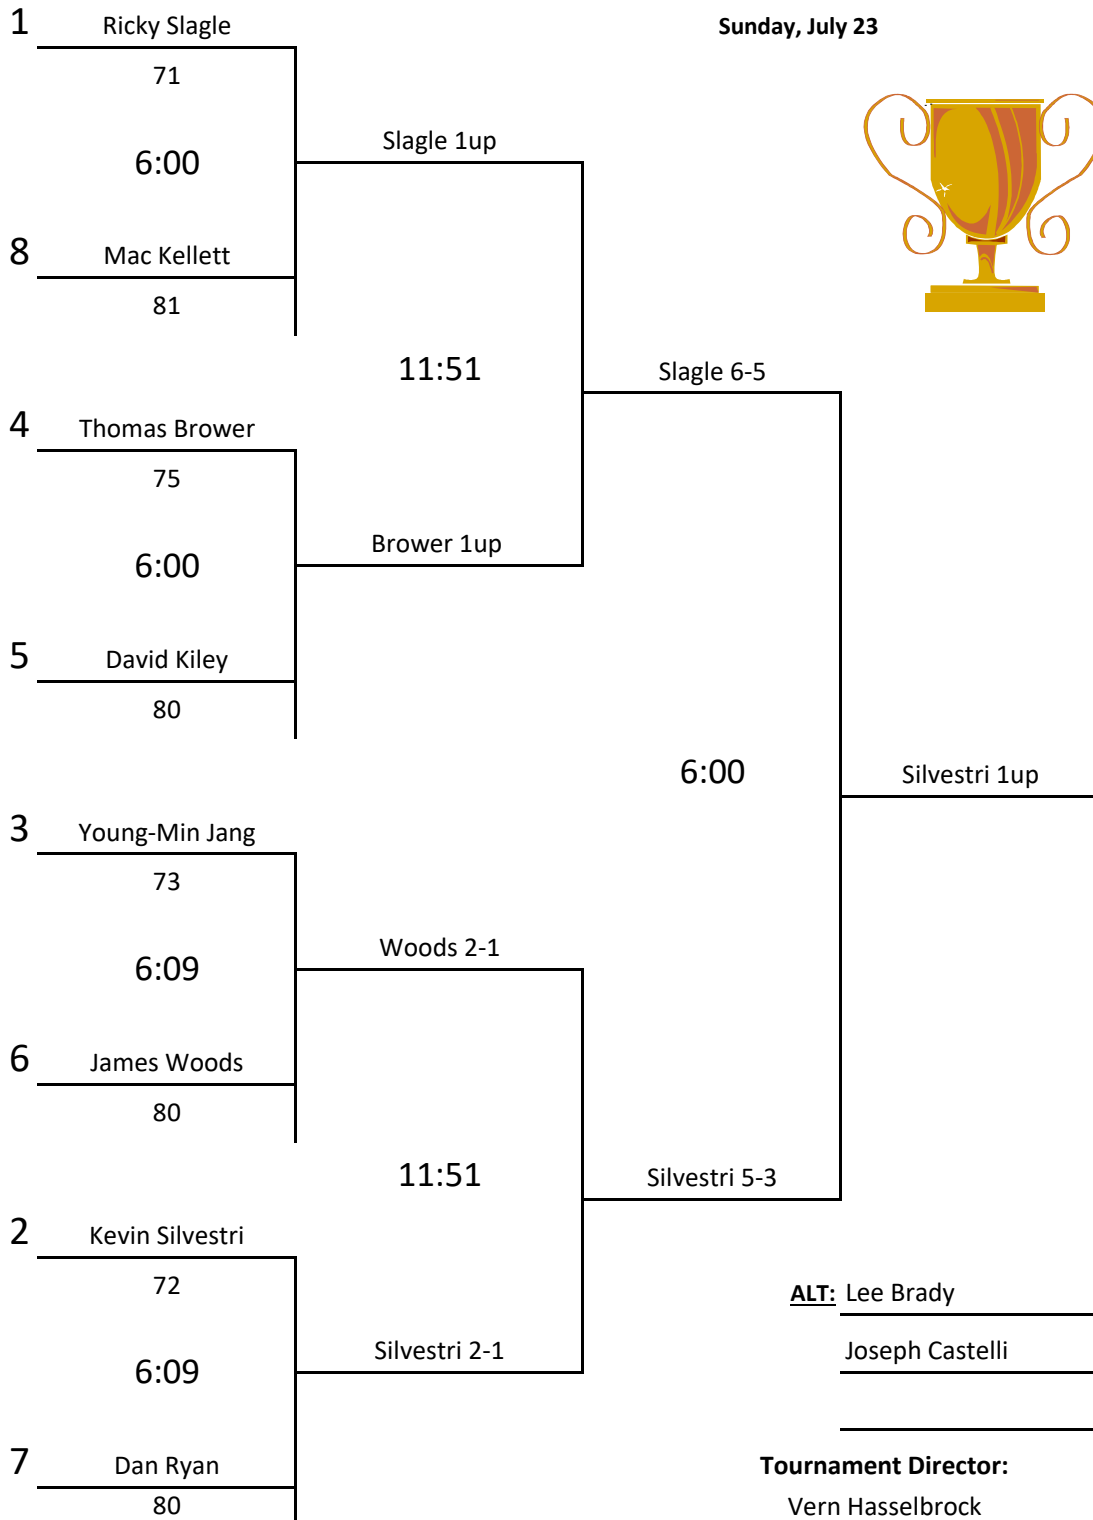 1 Ricky Slagle
Sunday, July 23
71
Slagle 1up
6:00
8 Mac Kellett
81
11:51
Slagle 6-5
4 Thomas Brower
75
Brower 1up
6:00
5 David Kiley
80
6:00
Silvestri 1up
3 Young-Min Jang
73
Woods 2-1
6:09
6 James Woods
80
11:51
Silvestri 5-3
2 Kevin Silvestri
72
ALT: Lee Brady
Silvestri 2-1
Joseph Castelli
6:09
7 Dan Ryan
Tournament Director:
80
Vern Hasselbrock